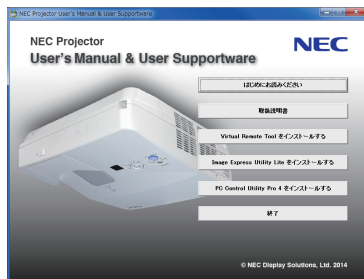 NEC Projector User's Manual & User Supportware
NEC Projector
NEC
User's Manual & User Supportware
はじめにお読みください
取扱説明書
Virtual Remote Tool をインストールする
Image Express Utility Lite をインストールする
PC Control Utility Pro 4 をインストールする
終了
© NEC Display Solutions, Ltd. 2014